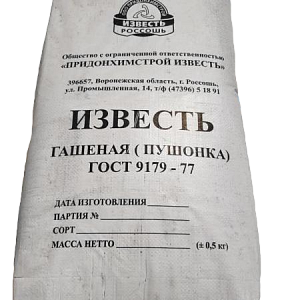 ИЗВЕСТЬ
РОССОШЬ
Общество с ограниченной ответственностью
«ПРИДОНХИМСТРОЙ ИЗВЕСТЬ»
396657, Воронежская область, г. Россошь,
ул. Промышленная, 14, т/ф (47396) 5 18 91
ИЗВЕСТЬ
ГАШЕНАЯ ( ПУШОНКА)
ГОСТ 9179 - 77
ДАТА ИЗГОТОВЛЕНИЯ
ПАРТИЯ №
СОРТ
МАССА НЕТТО (± 0,5 кг)